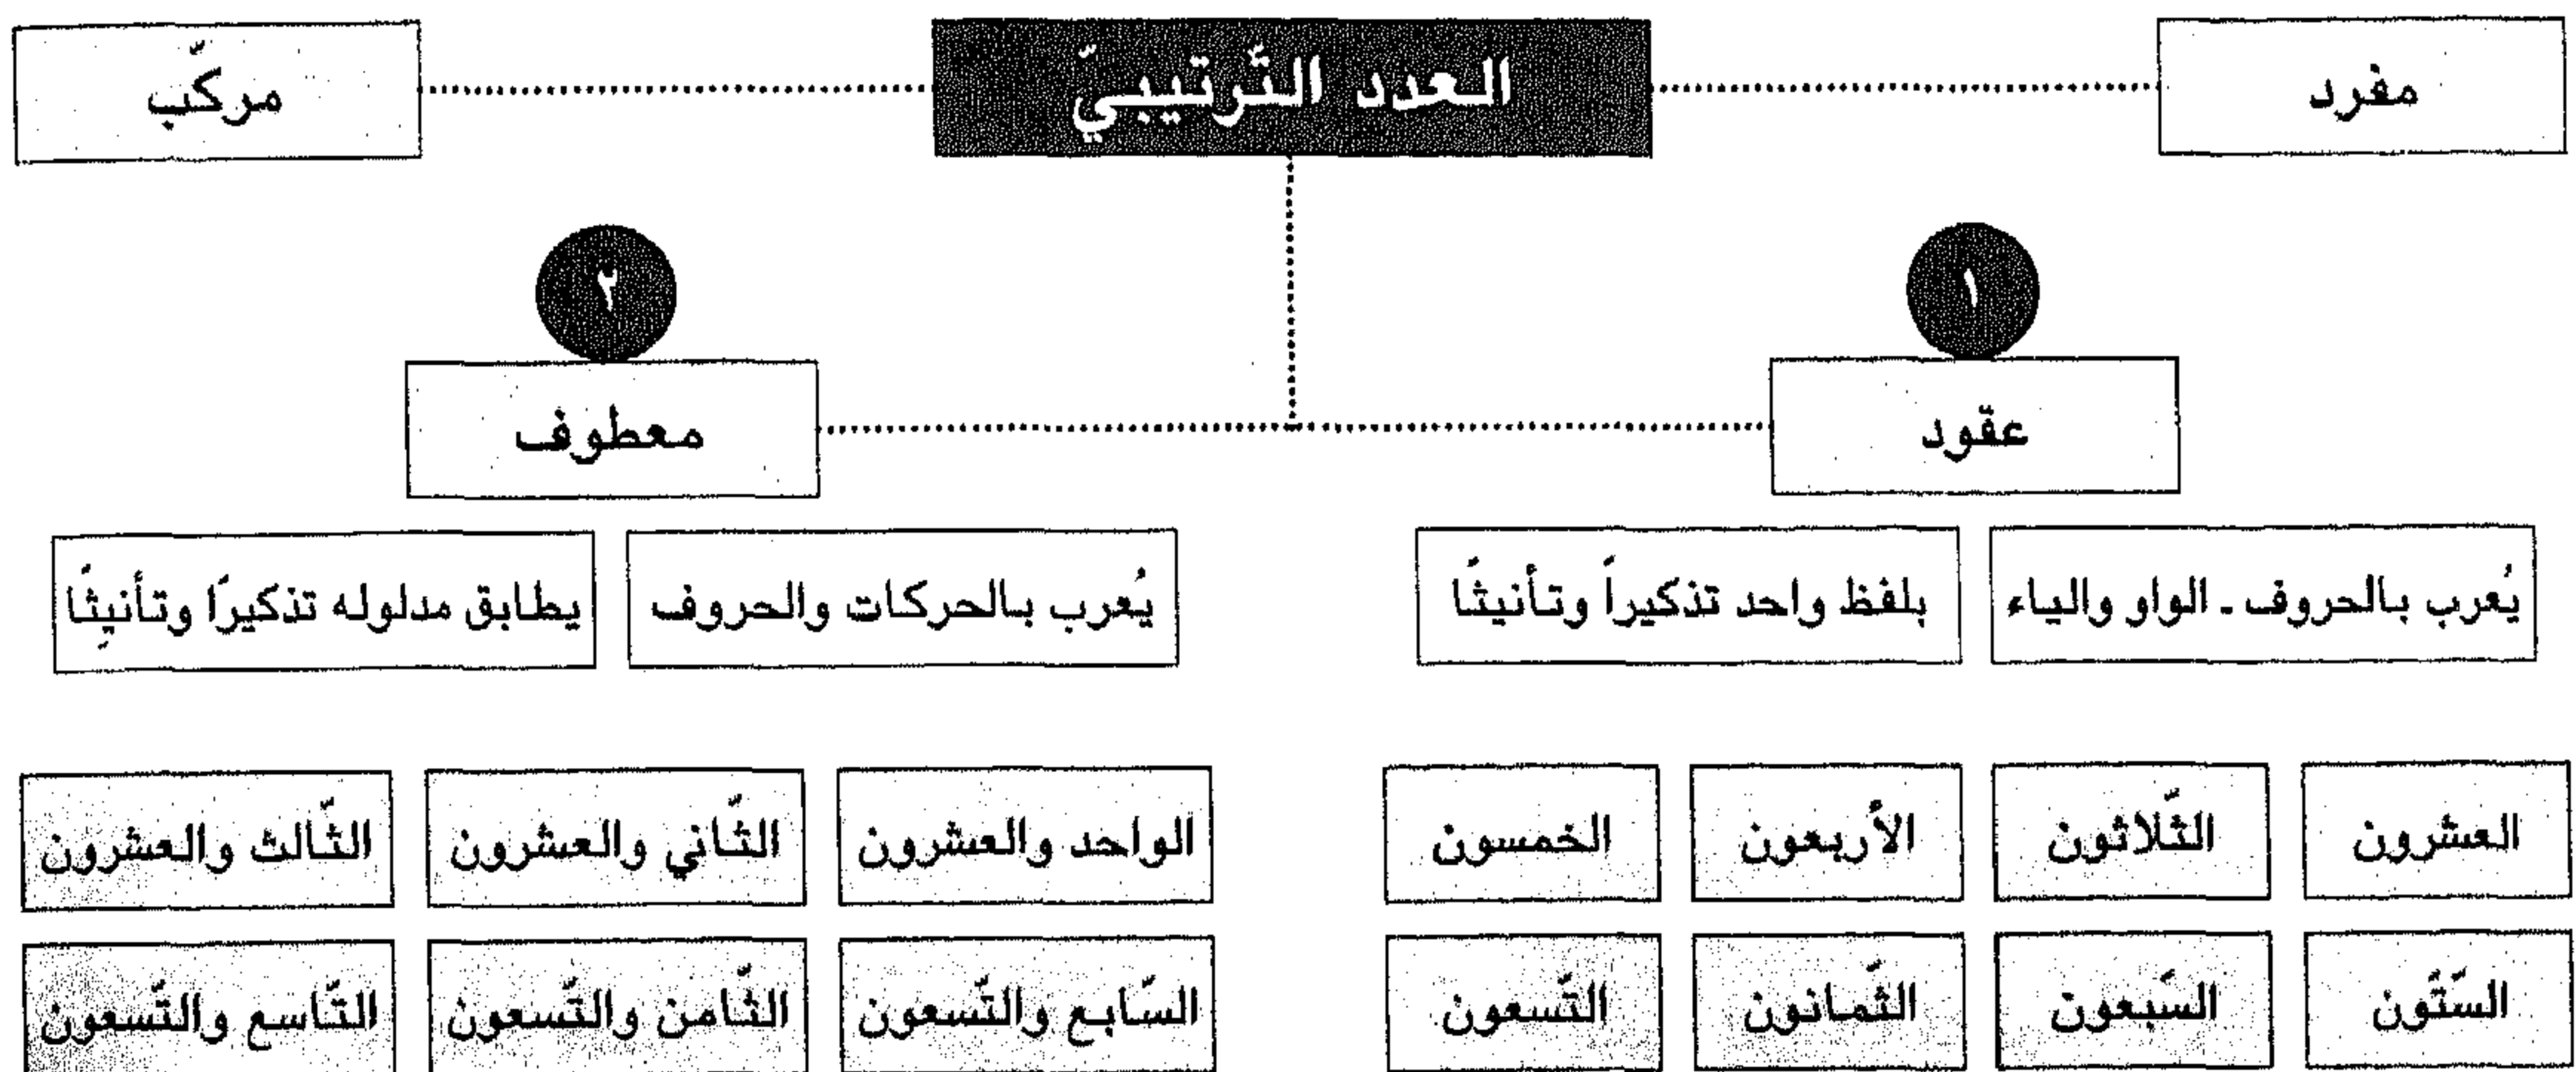 مفرد
العدد التّرتيبيّ
مركّب
١
٢
عقود
معطوف
يُعرب بالحروف - الواو والياء
بلفظ واحد تذكيراً وتأنيثًا
يُعرب بالحركات والحروف
يطابق مدلوله تذكيرًا وتأنيثًا
العشرون
الثّلاثون
الأربعون
الخمسون
الواحد والعشرون
الثّاني والعشرون
الثّالث والعشرون
السّتّون
السّبعون
الثّمانون
التّسعون
السّابع والتّسعون
الثّامن والتّسعون
التّاسع والتّسعون